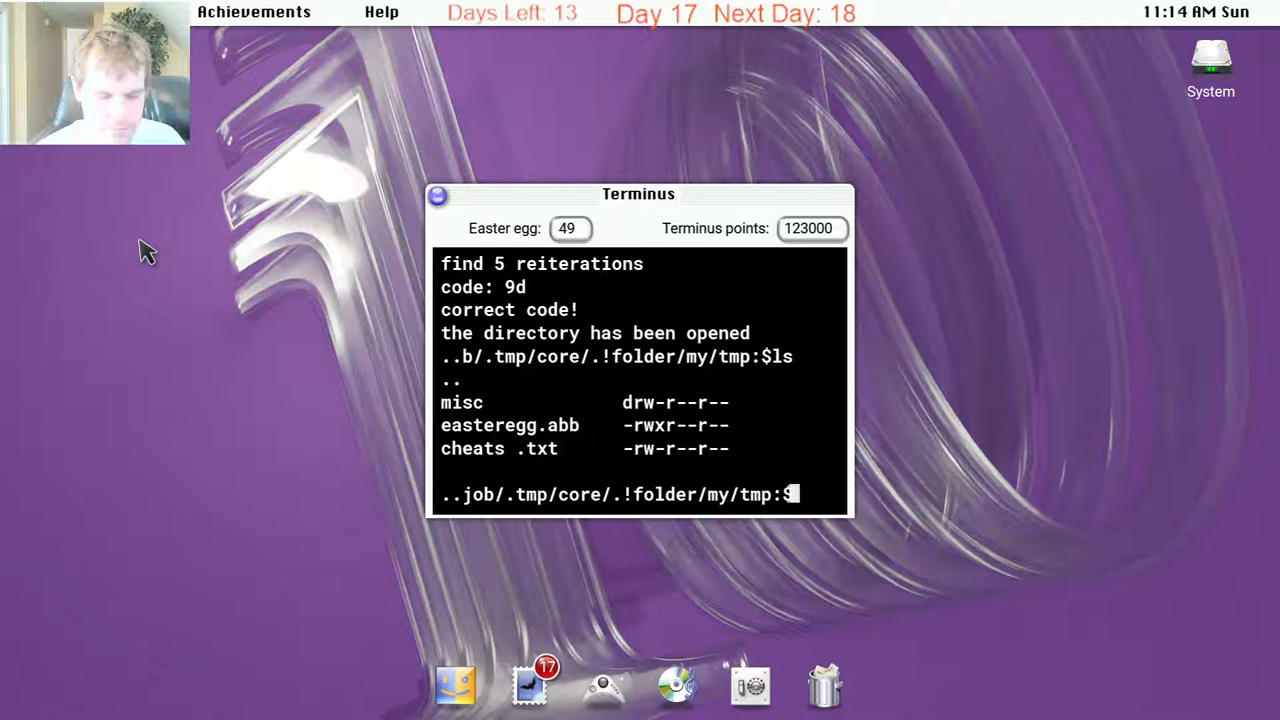 Achievements Help Days Left: 13 Day 17 Next Day: 18 11:14 AM Sun
System
Terminus
Easter egg: 49 Terminus points: 123000
find 5 reiterations
code: 9d
correct code!
the directory has been opened
..b/.tmp/core/.!folder/my/tmp:$ls
..
misc drw-r--r--
easteregg.abb -rwxr--r--
cheats .txt -rw-r--r--
..job/.tmp/core/.!folder/my/tmp:$
17